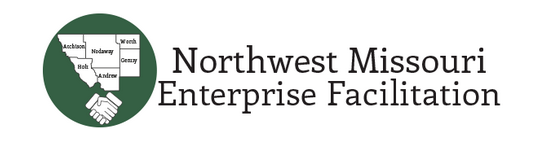 Atchison
Nodaway
Worth
Gentry
Holt
Andrew
Northwest Missouri
Enterprise Facilitation